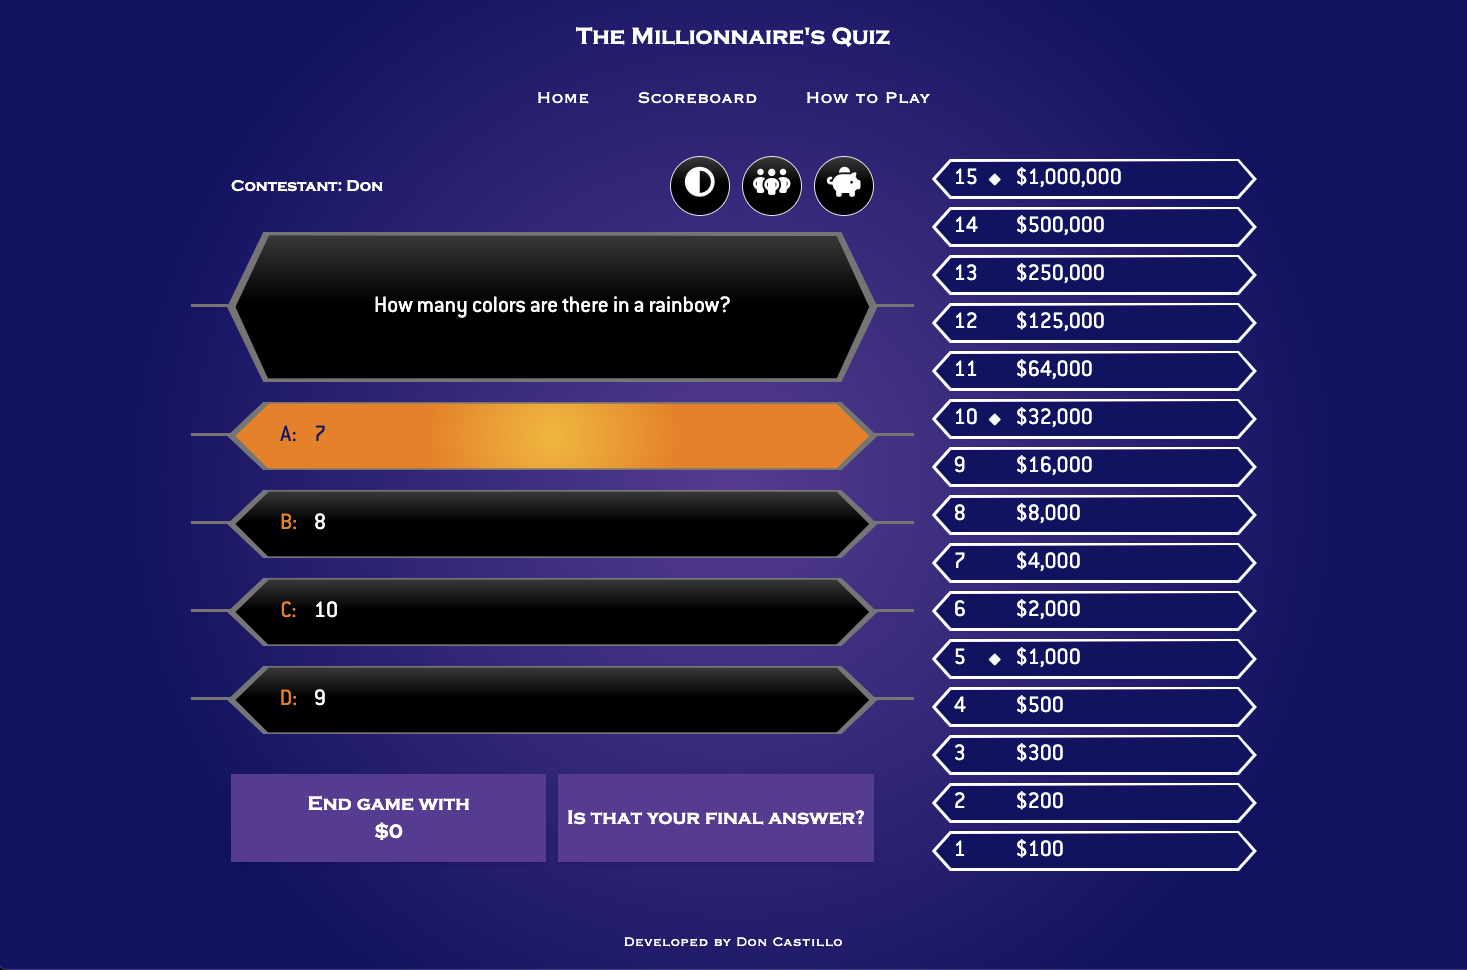 The Millionnaire's Quiz
Home Scoreboard How to Play
Contestant: Don
How many colors are there in a rainbow?
A: 7
B: 8
C: 10
D: 9
End game with
$0
Is that your final answer?
15 ◆ $1,000,000
14 $500,000
13 $250,000
12 $125,000
11 $64,000
10 ◆ $32,000
9 $16,000
8 $8,000
7 $4,000
6 $2,000
5 ◆ $1,000
4 $500
3 $300
2 $200
1 $100
Developed by Don Castillo